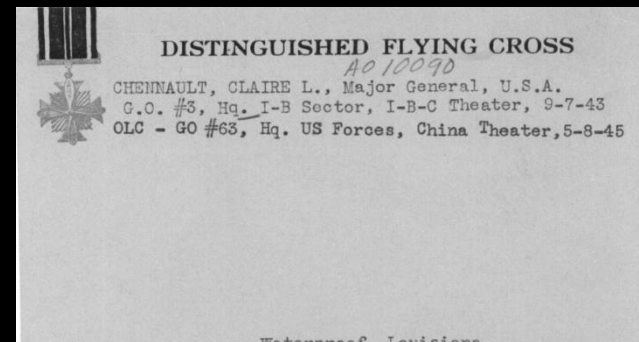 DISTINGUISHED FLYING CROSS
AO 10090
CHENNAULT, CLAIRE L., Major General, U.S.A.
G.O. #3, Hq. I-B Sector, I-B-C Theater, 9-7-43
OLC - GO #63, Hq. US Forces, China Theater,5-8-45
Waterproof, Louisiana